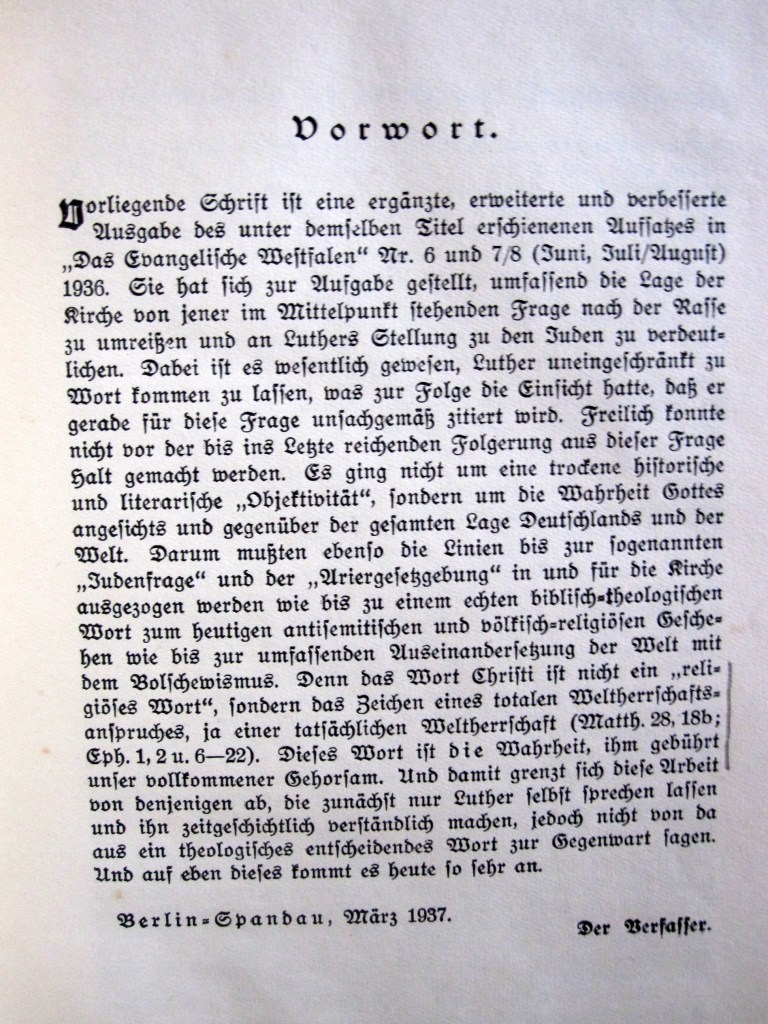 Vorwort.
Vorliegende Schrift ist eine ergänzte, erweiterte und verbesserte
Ausgabe des unter demselben Titel erschienenen Aufsatzes in
„Das Evangelische Westfalen“ Nr. 6 und 7/8 (Juni, Juli/August)
1936. Sie hat sich zur Aufgabe gestellt, umfassend die Lage der
Kirche von jener im Mittelpunkt stehenden Frage nach der Rasse
zu umreißen und an Luthers Stellung zu den Juden zu verdeut-
lichen. Dabei ist es wesentlich gewesen, Luther uneingeschränkt zu
Wort kommen zu lassen, was zur Folge die Einsicht hatte, daß er
gerade für diese Frage unsachgemäß zitiert wird. Freilich konnte
nicht vor der bis ins Letzte reichenden Folgerung aus dieser Frage
Halt gemacht werden. Es ging nicht um eine trockene historische
und literarische „Objektivität“, sondern um die Wahrheit Gottes
angesichts und gegenüber der gesamten Lage Deutschlands und der
Welt. Darum mußten ebenso die Linien bis zur sogenannten
„Judenfrage“ und der „Ariergesetzgebung“ in und für die Kirche
ausgezogen werden wie bis zu einem echten biblisch-theologischen
Wort zum heutigen antisemitischen und völkisch-religiösen Gesche-
hen wie bis zur umfassenden Auseinandersetzung der Welt mit
dem Bolschewismus. Denn das Wort Christi ist nicht ein „reli-
giöses Wort“, sondern das Zeichen eines totalen Weltherrschafts-
anspruches, ja einer tatsächlichen Weltherrschaft (Matth. 28, 18b;
Eph. 1, 2 u. 6—22). Dieses Wort ist die Wahrheit, ihm gebührt
unser vollkommener Gehorsam. Und damit grenzt sich diese Arbeit
von denjenigen ab, die zunächst nur Luther selbst sprechen lassen
und ihn zeitgeschichtlich verständlich machen, jedoch nicht von da
aus ein theologisches entscheidendes Wort zur Gegenwart sagen.
Und auf eben dieses kommt es heute so sehr an.
Berlin-Spandau, März 1937.
Der Verfasser.